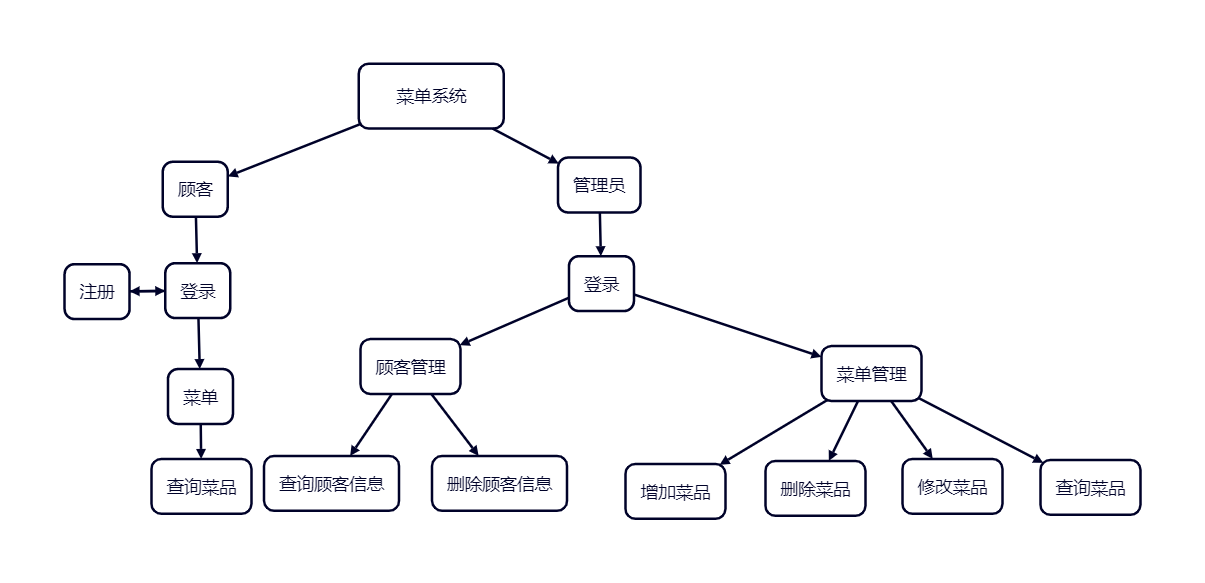 菜单系统
顾客
管理员
注册
登录
登录
顾客管理
菜单管理
菜单
查询菜品
查询顾客信息
删除顾客信息
增加菜品
删除菜品
修改菜品
查询菜品